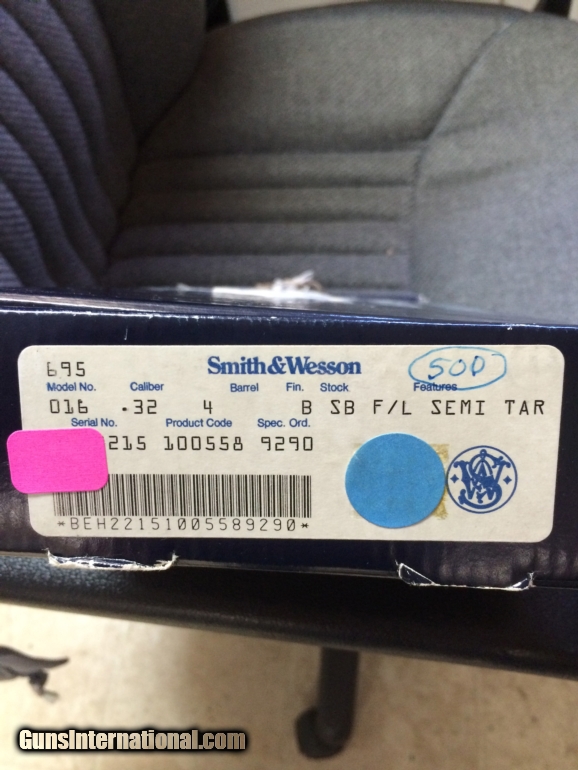 695 Smith&Wesson 500
Model No. Caliber Barrel Fin. Stock Features
016 .32 4 B SB F/L SEMI TAR
Serial No. Product Code Spec. Ord.
215 100558 9290
*BEH22151005589290*
GunsInternational.com